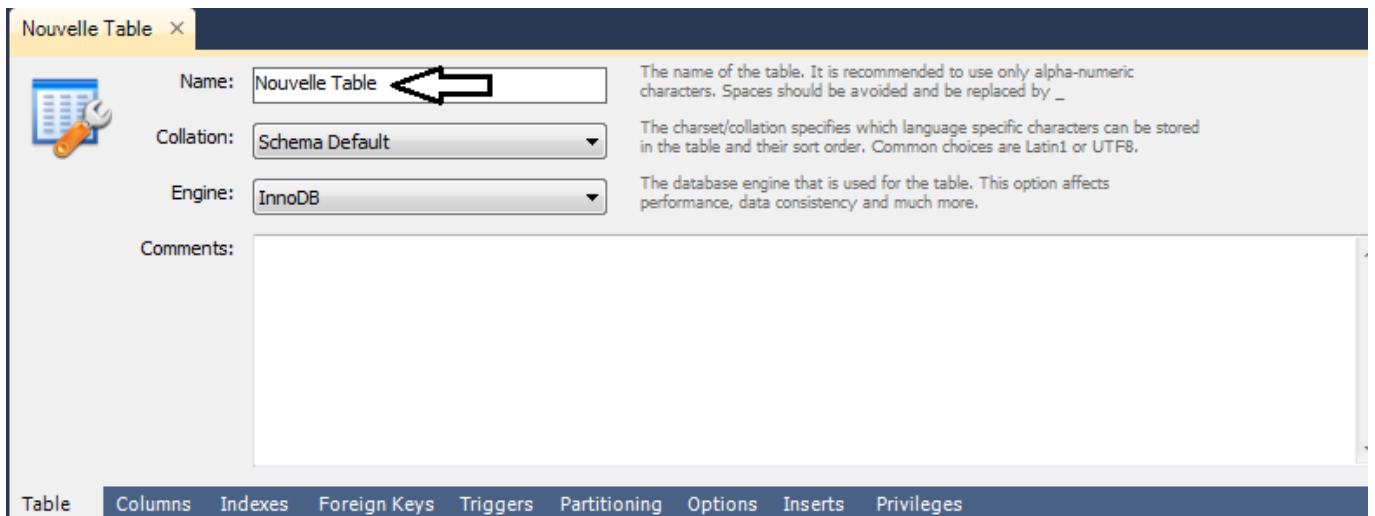 Nouvelle Table ×
Name:
Nouvelle Table
The name of the table. It is recommended to use only alpha-numeric
characters. Spaces should be avoided and be replaced by _
Collation:
Schema Default
The charset/collation specifies which language specific characters can be stored
in the table and their sort order. Common choices are Latin1 or UTF8.
Engine:
InnoDB
The database engine that is used for the table. This option affects
performance, data consistency and much more.
Comments:
Table Columns Indexes Foreign Keys Triggers Partitioning Options Inserts Privileges